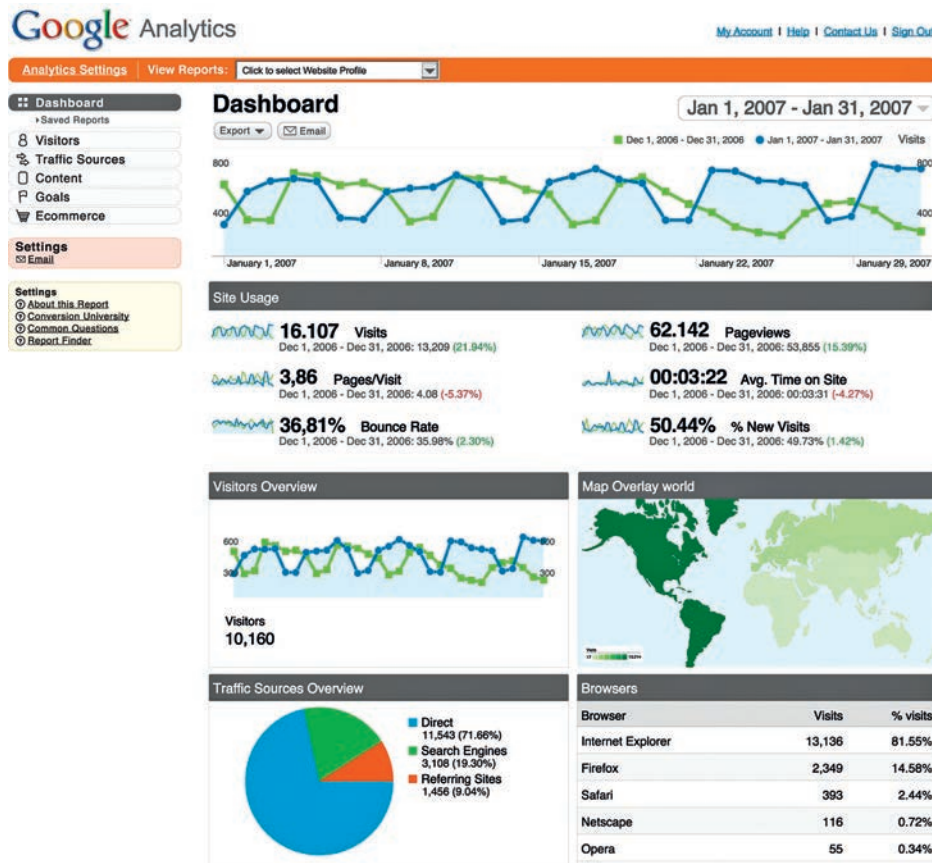 Google Analytics
My Account | Help | Contact Us | Sign Out
Analytics Settings | View Reports: Click to select Website Profile
Dashboard
Saved Reports
Visitors
Traffic Sources
Content
Goals
Ecommerce
Settings
Email
Settings
About this Report
Conversion University
Common Questions
Report Finder
Dashboard
Jan 1, 2007 - Jan 31, 2007
Export Email
Dec 1, 2006 - Dec 31, 2006 Jan 1, 2007 - Jan 31, 2007 Visits
800 800
400 400
January 1, 2007 January 8, 2007 January 15, 2007 January 22, 2007 January 29, 2007
Site Usage
16.107 Visits
Dec 1, 2006 - Dec 31, 2006: 13,209 (21.94%)
62.142 Pageviews
Dec 1, 2006 - Dec 31, 2006: 53,855 (15.39%)
3,86 Pages/Visit
Dec 1, 2006 - Dec 31, 2006: 4.08 (-5.37%)
00:03:22 Avg. Time on Site
Dec 1, 2006 - Dec 31, 2006: 00:03:31 (-4.27%)
36,81% Bounce Rate
Dec 1, 2006 - Dec 31, 2006: 35.98% (2.30%)
50.44% % New Visits
Dec 1, 2006 - Dec 31, 2006: 49.73% (1.42%)
Visitors Overview
600 600
300 300
Visitors
10,160
Map Overlay world
Traffic Sources Overview
Direct
11,543 (71.66%)
Search Engines
3,108 (19.30%)
Referring Sites
1,456 (9.04%)
Browsers
Browser Visits % visits
Internet Explorer 13,136 81.55%
Firefox 2,349 14.58%
Safari 393 2.44%
Netscape 116 0.72%
Opera 55 0.34%